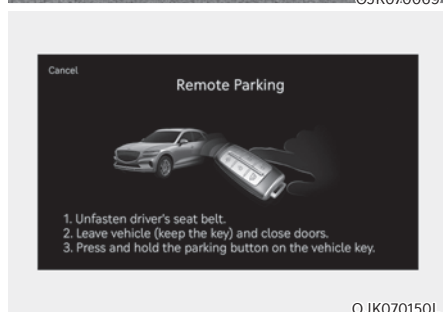 Cancel
Remote Parking
1. Unfasten driver's seat belt.
2. Leave vehicle (keep the key) and close doors.
3. Press and hold the parking button on the vehicle key.
OJK070150L